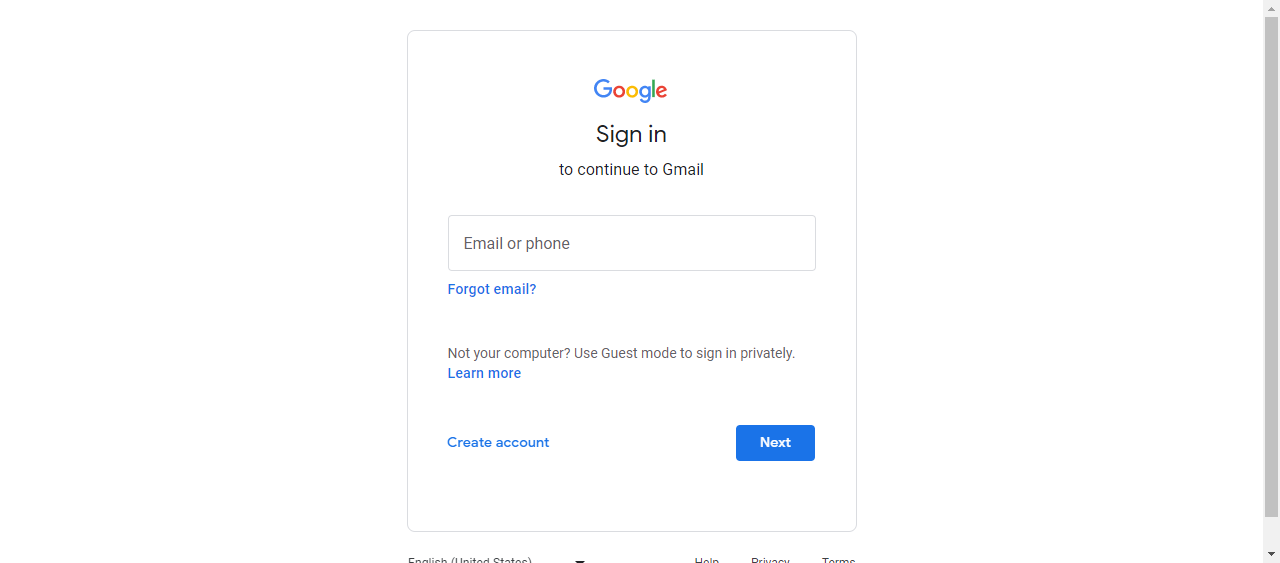 Google
Sign in
to continue to Gmail
Email or phone
Forgot email?
Not your computer? Use Guest mode to sign in privately.
Learn more
Create account
Next
English (United States)
Help
Privacy
Terms